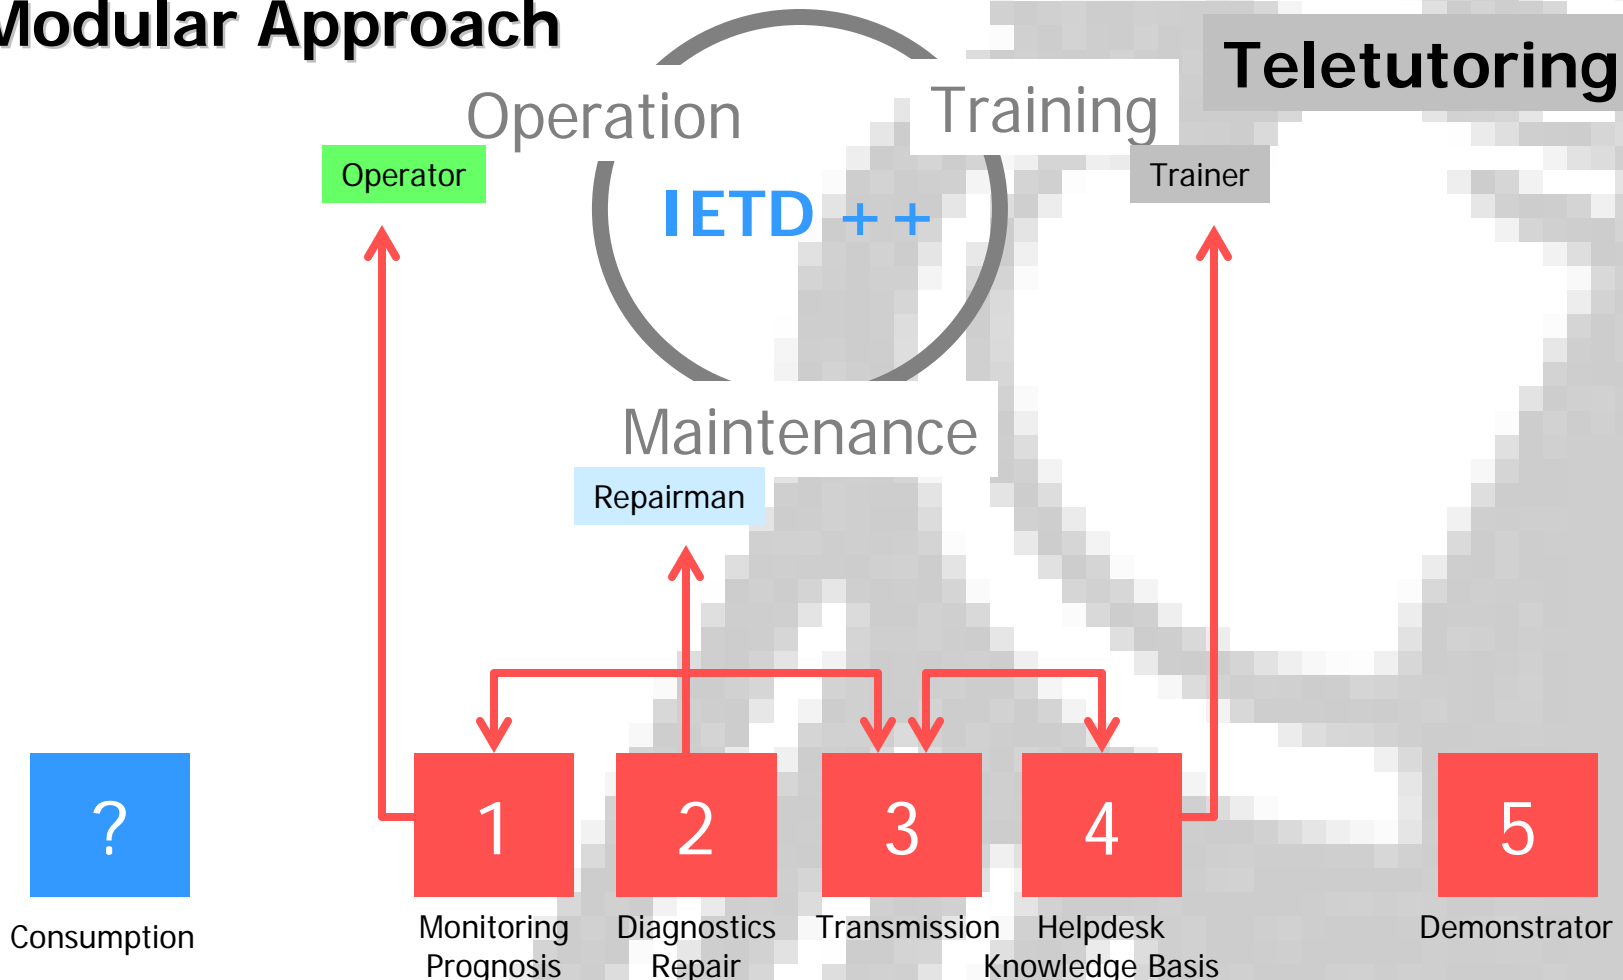 Modular Approach
Teletutoring
Operation
Training
Operator
Trainer
IETD ++
Maintenance
Repairman
?
1
2
3
4
5
Consumption
Monitoring
Prognosis
Diagnostics
Repair
Transmission
Helpdesk
Knowledge Basis
Demonstrator